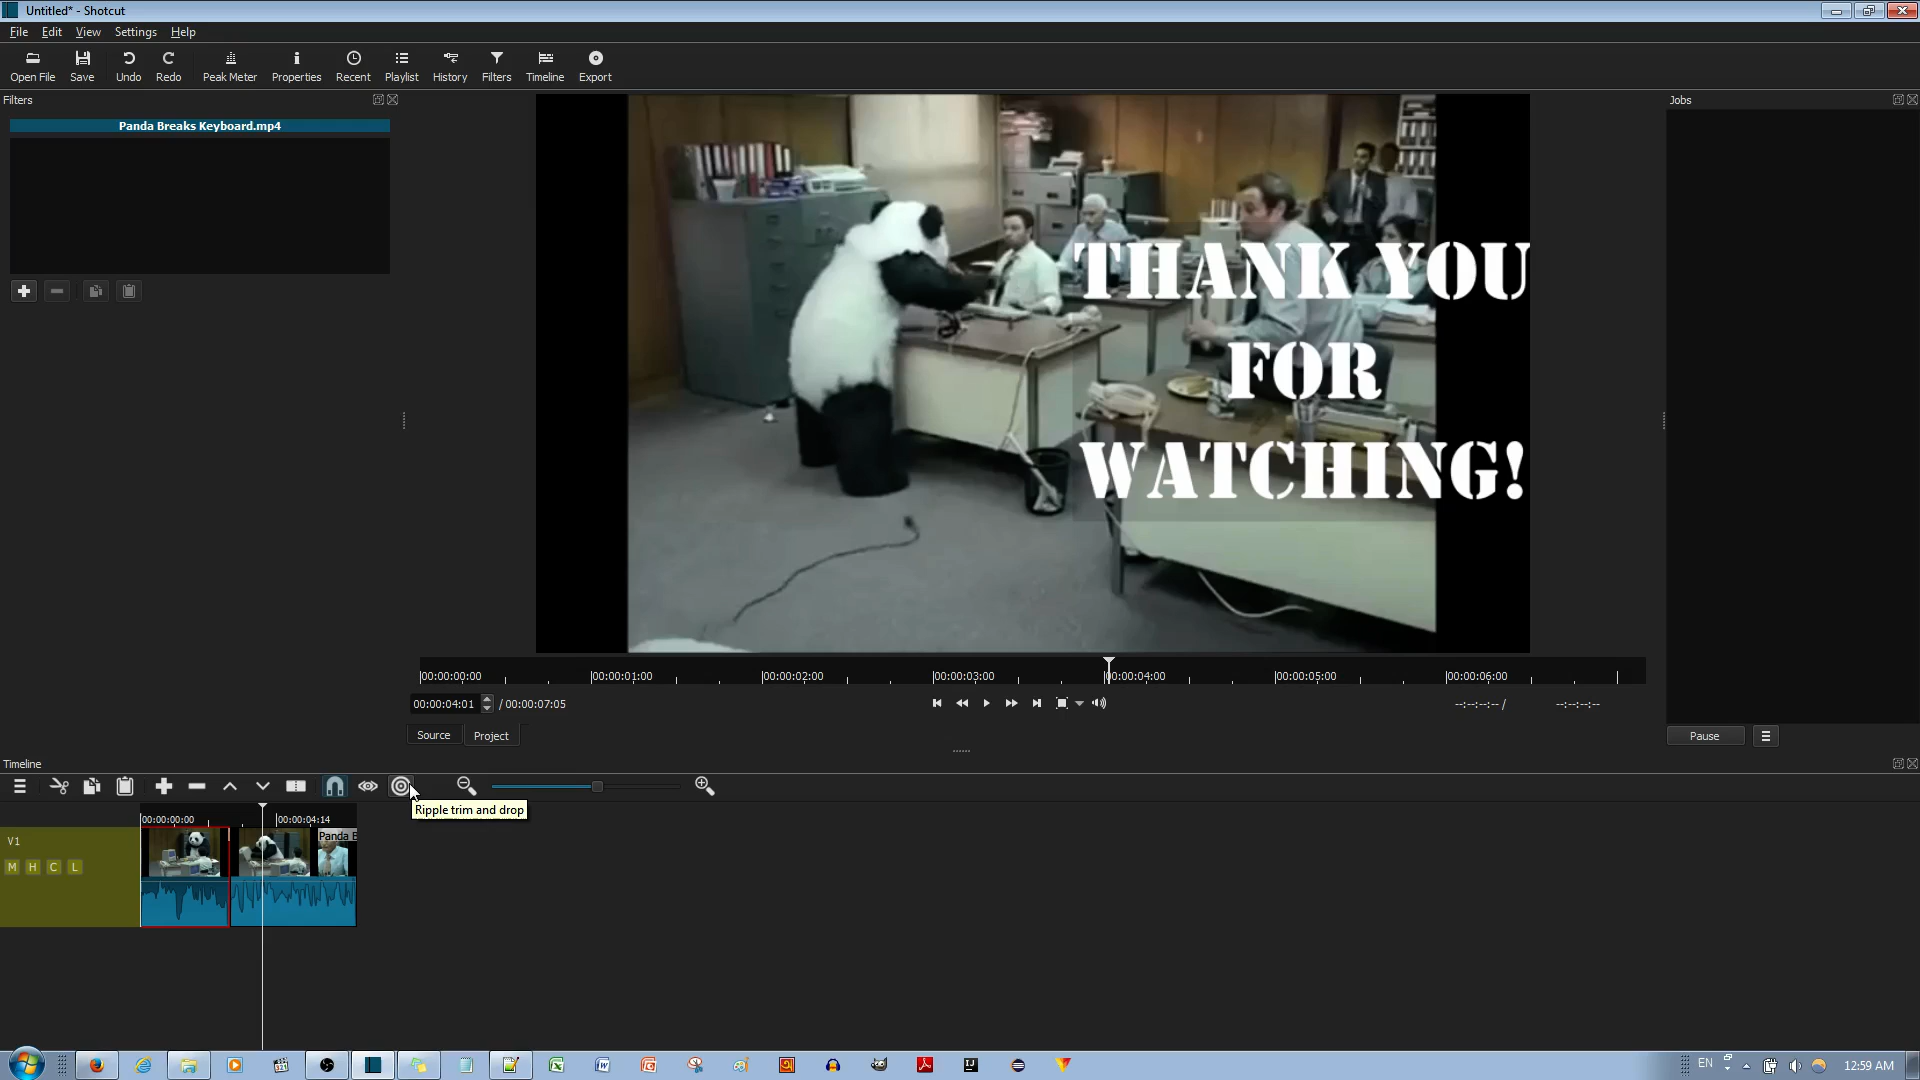 Untitled* - Shotcut
File Edit View Settings Help
Open File Save Undo Redo Peak Meter Properties Recent Playlist History Filters Timeline Export
Filters
Jobs
Panda Breaks Keyboard.mp4
THANK YOU
FOR
WATCHING!
00:00:00:00 00:00:01:00 00:00:02:00 00:00:03:00 00:00:04:00 00:00:05:00 00:00:06:00
00:00:04:01 / 00:00:07:05
--:--:--:-- / --:--:--:--
Source Project
Pause
Timeline
Ripple trim and drop
00:00:00:00 00:00:04:14
V1
Panda B
M H C L
EN
12:59 AM